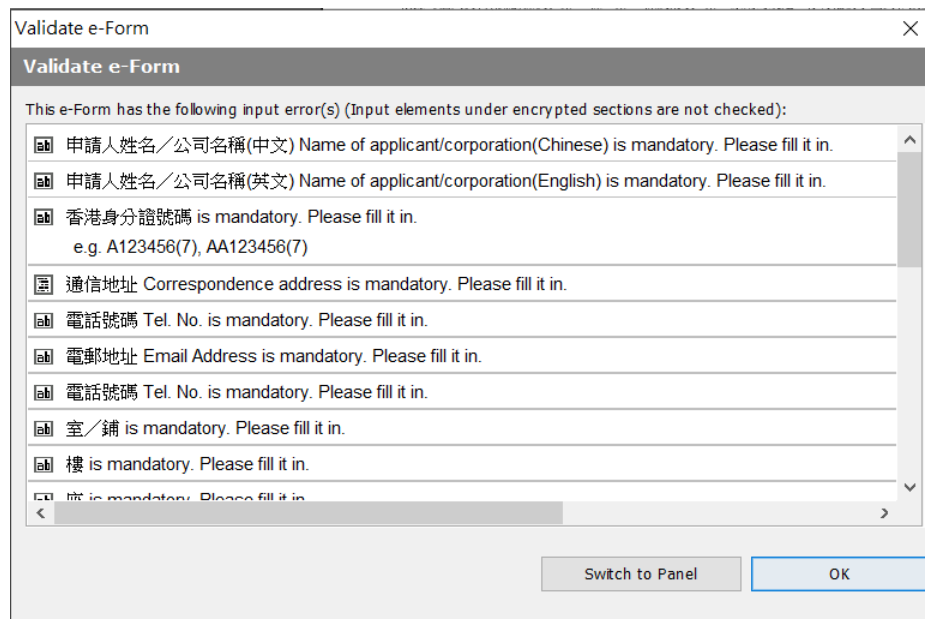 Validate e-Form
Validate e-Form
This e-Form has the following input error(s) (Input elements under encrypted sections are not checked):
申請人姓名／公司名稱(中文) Name of applicant/corporation(Chinese) is mandatory. Please fill it in.
申請人姓名／公司名稱(英文) Name of applicant/corporation(English) is mandatory. Please fill it in.
香港身分證號碼 is mandatory. Please fill it in.
e.g. A123456(7), AA123456(7)
通信地址 Correspondence address is mandatory. Please fill it in.
電話號碼 Tel. No. is mandatory. Please fill it in.
電郵地址 Email Address is mandatory. Please fill it in.
電話號碼 Tel. No. is mandatory. Please fill it in.
室／鋪 is mandatory. Please fill it in.
樓 is mandatory. Please fill it in.
座 is mandatory. Please fill it in.
Switch to Panel
OK